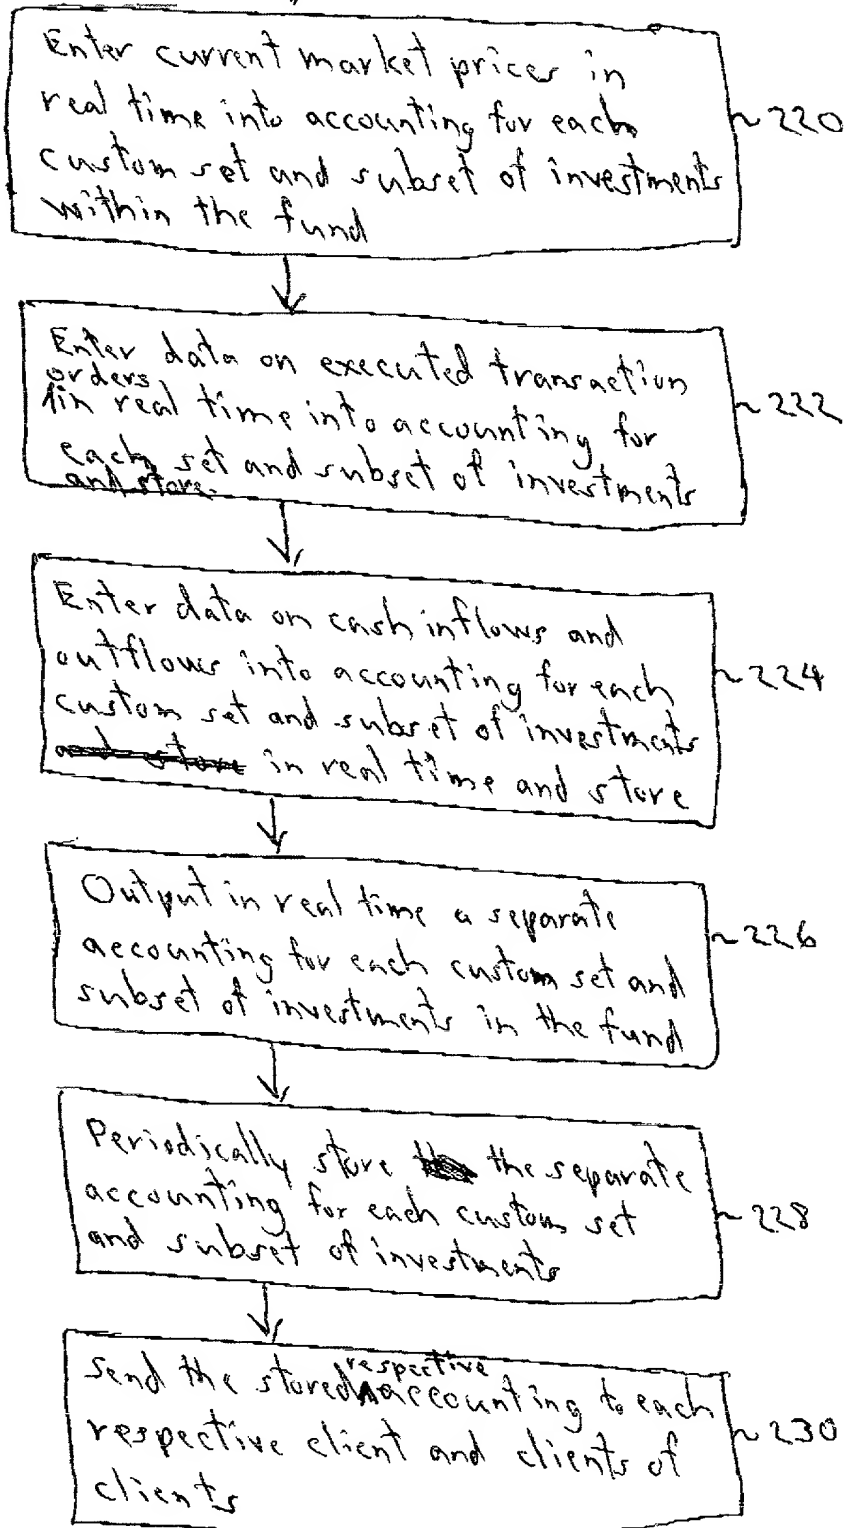 Enter current market prices in
real time into accounting for each
custom set and subset of investments
within the fund
~220
Enter data on executed transaction
orders
in real time into accounting for
each set and subset of investments
and store.
~222
Enter data on cash inflows and
outflows into accounting for each
custom set and subset of investments
and store in real time and store
~224
Output in real time a separate
accounting for each custom set and
subset of investments in the fund
~226
Periodically store the separate
accounting for each custom set
and subset of investments
~228
respective
Send the stored accounting to each
respective client and clients of
clients
~230